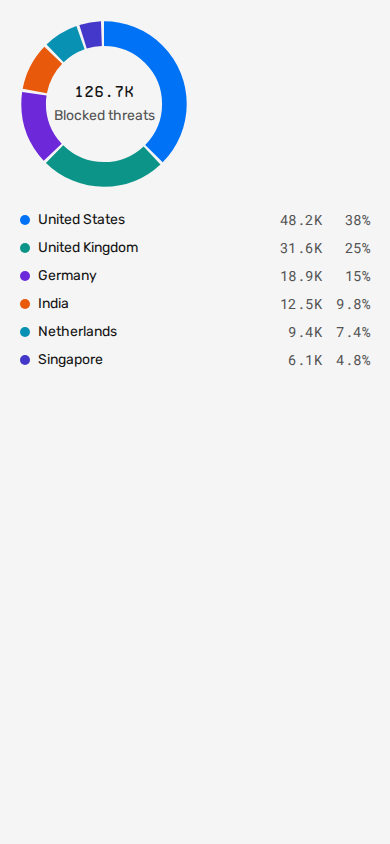 126.7K
Blocked threats
United States 48.2K 38%
United Kingdom 31.6K 25%
Germany 18.9K 15%
India 12.5K 9.8%
Netherlands 9.4K 7.4%
Singapore 6.1K 4.8%